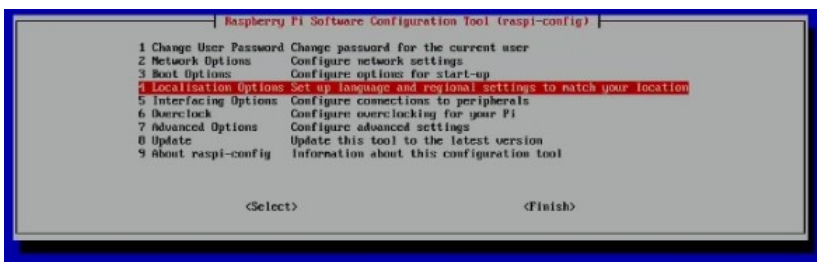 Raspberry Pi Software Configuration Tool (raspi-config)
1 Change User Password Change password for the current user
2 Network Options Configure network settings
3 Boot Options Configure options for start-up
4 Localisation Options Set up language and regional settings to match your location
5 Interfacing Options Configure connections to peripherals
6 Overclock Configure overclocking for your Pi
7 Advanced Options Configure advanced settings
8 Update Update this tool to the latest version
9 About raspi-config Information about this configuration tool
<Select> <Finish>